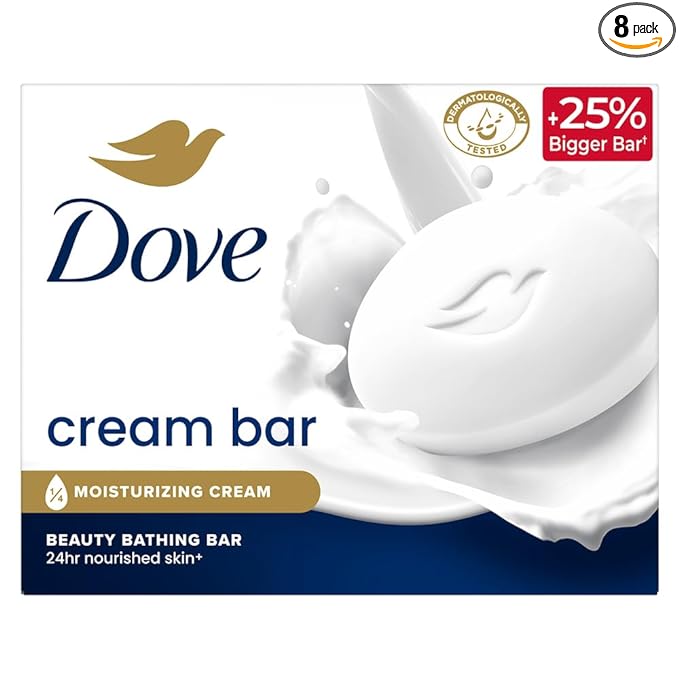 8 pack
DERMATOLOGICALLY
TESTED
+25%
Bigger Bar†
Dove
cream bar
1/4 MOISTURIZING CREAM
BEAUTY BATHING BAR
24hr nourished skin+